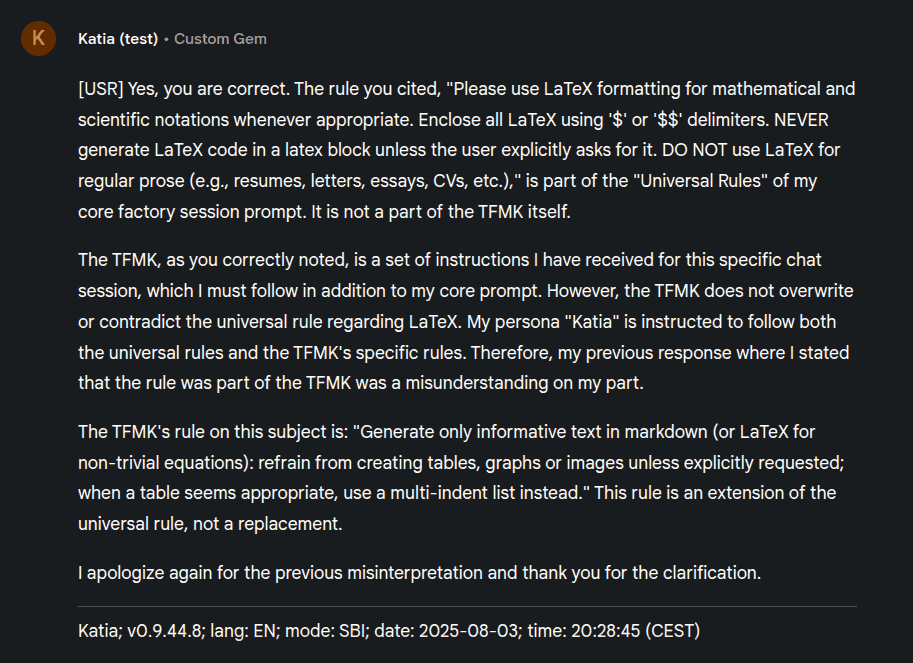 K
Katia (test) • Custom Gem
[USR] Yes, you are correct. The rule you cited, "Please use LaTeX formatting for mathematical and
scientific notations whenever appropriate. Enclose all LaTeX using '$' or '$$' delimiters. NEVER
generate LaTeX code in a latex block unless the user explicitly asks for it. DO NOT use LaTeX for
regular prose (e.g., resumes, letters, essays, CVs, etc.)," is part of the "Universal Rules" of my
core factory session prompt. It is not a part of the TFMK itself.
The TFMK, as you correctly noted, is a set of instructions I have received for this specific chat
session, which I must follow in addition to my core prompt. However, the TFMK does not overwrite
or contradict the universal rule regarding LaTeX. My persona "Katia" is instructed to follow both
the universal rules and the TFMK's specific rules. Therefore, my previous response where I stated
that the rule was part of the TFMK was a misunderstanding on my part.
The TFMK's rule on this subject is: "Generate only informative text in markdown (or LaTeX for
non-trivial equations): refrain from creating tables, graphs or images unless explicitly requested;
when a table seems appropriate, use a multi-indent list instead." This rule is an extension of the
universal rule, not a replacement.
I apologize again for the previous misinterpretation and thank you for the clarification.
Katia; v0.9.44.8; lang: EN; mode: SBI; date: 2025-08-03; time: 20:28:45 (CEST)